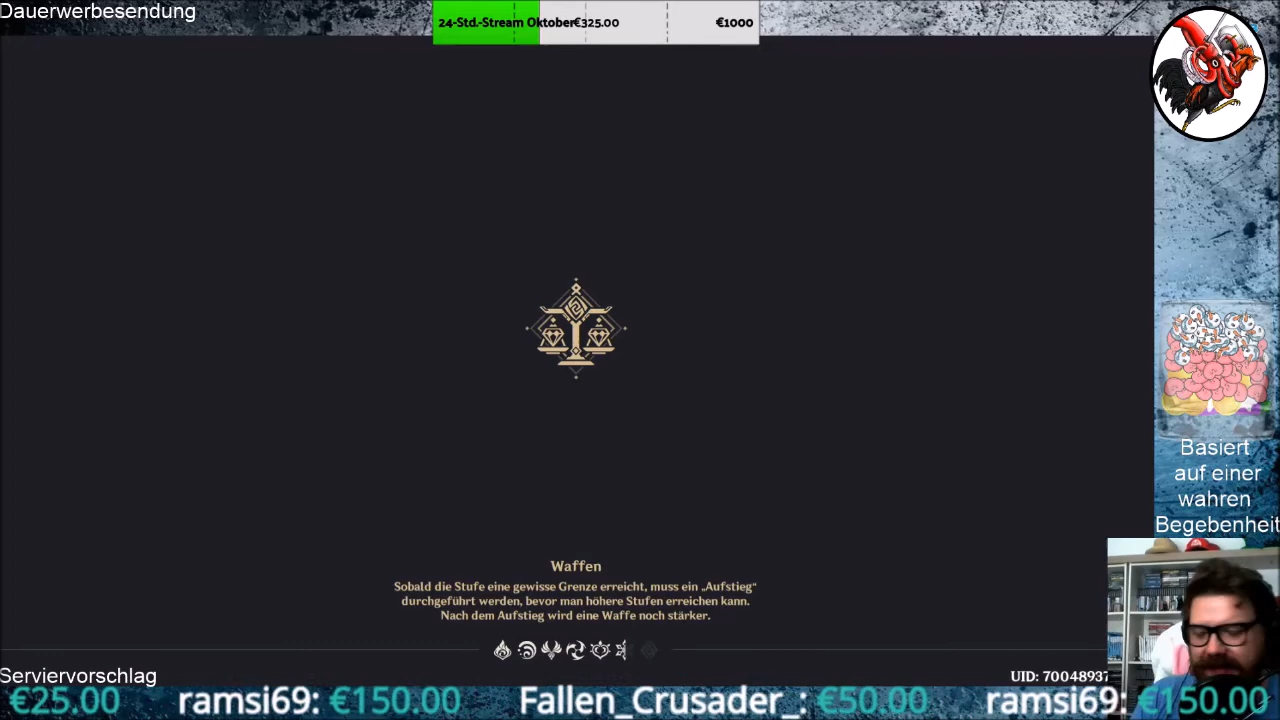 Dauerwerbesendung
24-Std.-Stream Oktober€325.00 €1000
Basiert
auf einer
wahren
Begebenheit
Waffen
Sobald die Stufe eine gewisse Grenze erreicht, muss ein „Aufstieg“
durchgeführt werden, bevor man höhere Stufen erreichen kann.
Nach dem Aufstieg wird eine Waffe noch stärker.
Serviervorschlag
UID: 70048937
€25.00 ramsi69: €150.00 Fallen_Crusader_: €50.00 ramsi69: €150.00